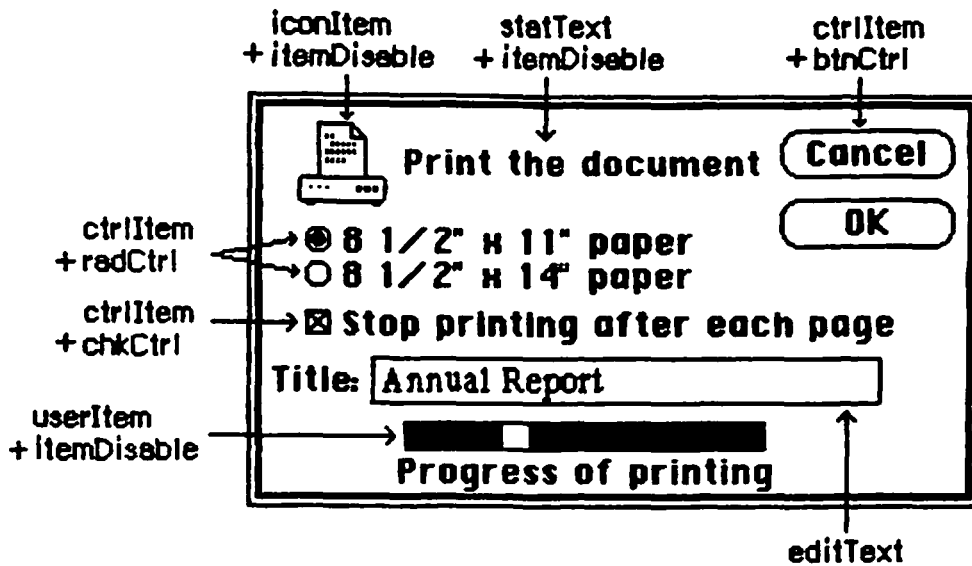 iconItem
+ itemDisable
statText
+ itemDisable
ctrlItem
+ btnCtrl
Print the document
Cancel
OK
ctrlItem
+ radCtrl
8 1/2" x 11" paper
8 1/2" x 14" paper
ctrlItem
+ chkCtrl
Stop printing after each page
Title:
Annual Report
userItem
+ itemDisable
Progress of printing
editText